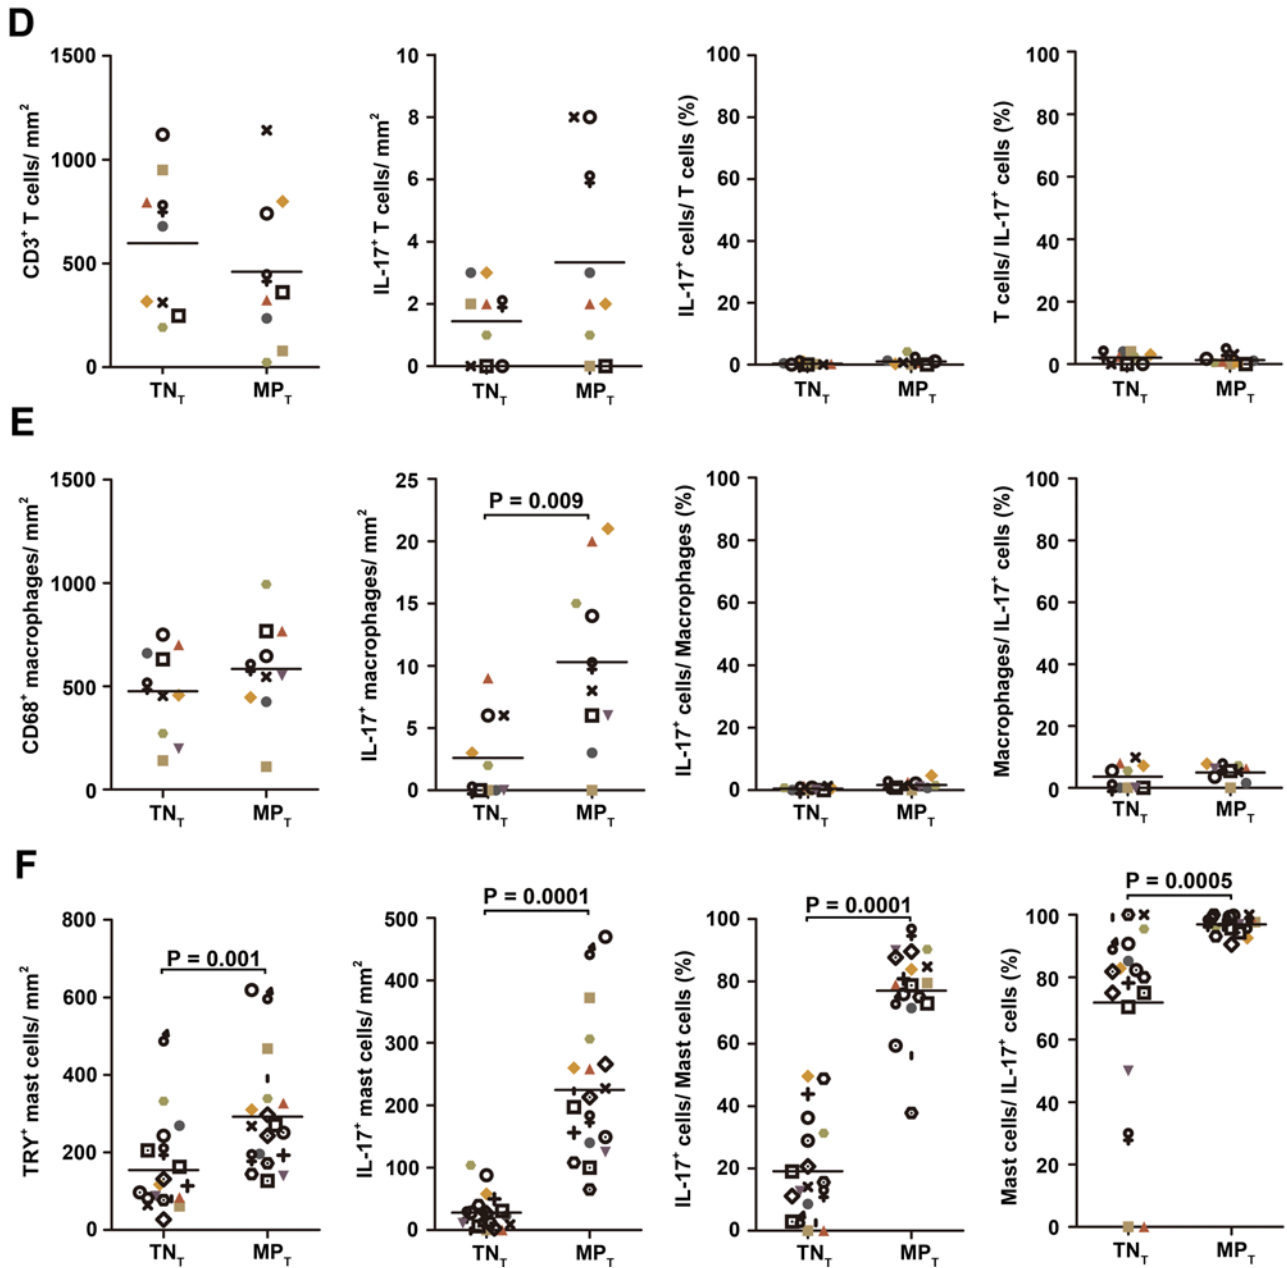 D
CD3+ T cells/ mm2
1500
1000
500
0
TNT
MPT
IL-17+ T cells/ mm2
10
8
6
4
2
0
TNT
MPT
IL-17+ cells/ T cells (%)
100
80
60
40
20
0
TNT
MPT
T cells/ IL-17+ cells (%)
100
80
60
40
20
0
TNT
MPT
E
CD68+ macrophages/ mm2
1500
1000
500
0
TNT
MPT
IL-17+ macrophages/ mm2
25
20
15
10
5
0
P = 0.009
TNT
MPT
IL-17+ cells/ Macrophages (%)
100
80
60
40
20
0
TNT
MPT
Macrophages/ IL-17+ cells (%)
100
80
60
40
20
0
TNT
MPT
F
TRY+ mast cells/ mm2
800
600
400
200
0
P = 0.001
TNT
MPT
IL-17+ mast cells/ mm2
500
400
300
200
100
0
P = 0.0001
TNT
MPT
IL-17+ cells/ Mast cells (%)
100
80
60
40
20
0
P = 0.0001
TNT
MPT
Mast cells/ IL-17+ cells (%)
100
80
60
40
20
0
P = 0.0005
TNT
MPT